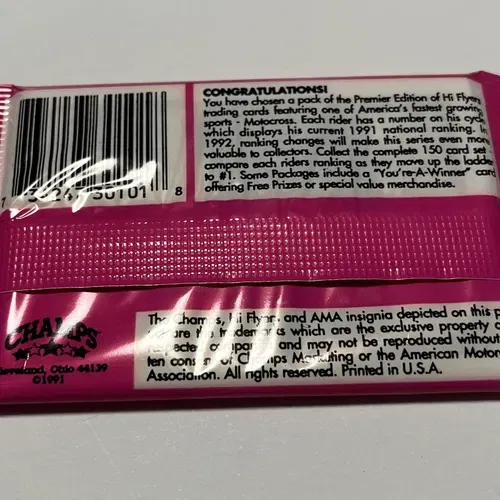 CONGRATULATIONS!
You have chosen a pack of the Premier Edition of Hi Flyers
trading cards featuring one of America's fastest growing
sports - Motocross. Each rider has a number on his cycle
which displays his current 1991 national ranking. In
1992, ranking changes will make this series even more
valuable to collectors. Collect the complete 150 card set
compare each riders ranking as they move up the ladder
to #1. Some Packages include a "You're-A-Winner" card
offering Free Prizes or special value merchandise.
7 30101 8
The Champs, Hi Flyers and AMA insignia depicted on this p
are the trademarks which are the exclusive property o
and may not be reproduced without
ten consent of Champs Marketing or the American Motor
Association. All rights reserved. Printed in U.S.A.
CHAMPS
Cleveland, Ohio 44139
©1991